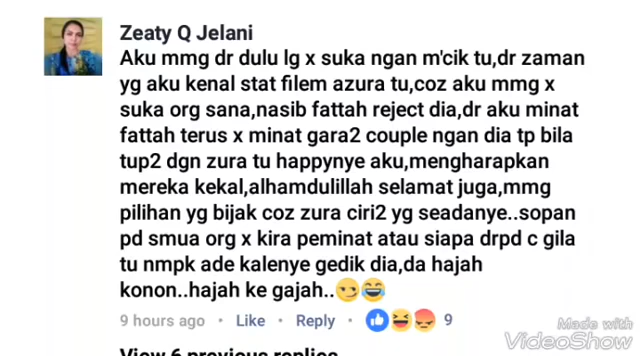 Zeaty Q Jelani
Aku mmg dr dulu lg x suka ngan m'cik tu,dr zaman
yg aku kenal stat filem azura tu,coz aku mmg x
suka org sana,nasib fattah reject dia,dr aku minat
fattah terus x minat gara2 couple ngan dia tp bila
tup2 dgn zura tu happynye aku,mengharapkan
mereka kekal,alhamdulillah selamat juga,mmg
pilihan yg bijak coz zura ciri2 yg seadanye..sopan
pd smua org x kira peminat atau siapa drpd c gila
tu nmpk ade kalenye gedik dia,da hajah
konon..hajah ke gajah..😏😂
9 hours ago · Like · Reply · 9
View 6 previous replies
Made with
VideoShow